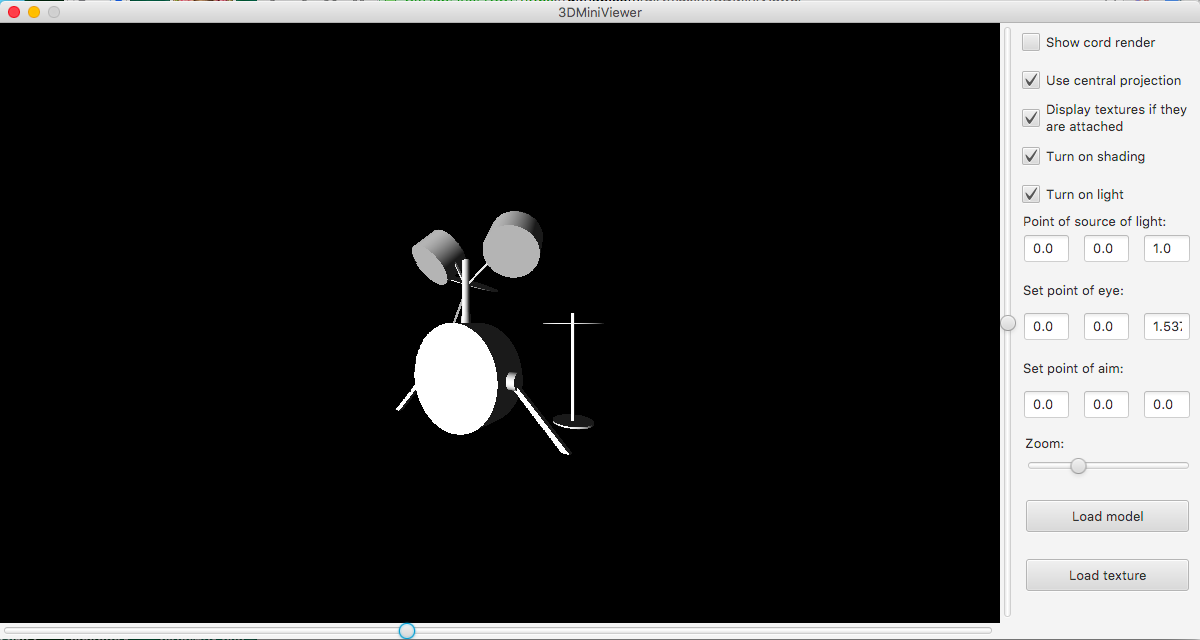 3DMiniViewer
Show cord render
Use central projection
Display textures if they
are attached
Turn on shading
Turn on light
Point of source of light:
0.0 0.0 1.0
Set point of eye:
0.0 0.0 1.537
Set point of aim:
0.0 0.0 0.0
Zoom:
Load model
Load texture